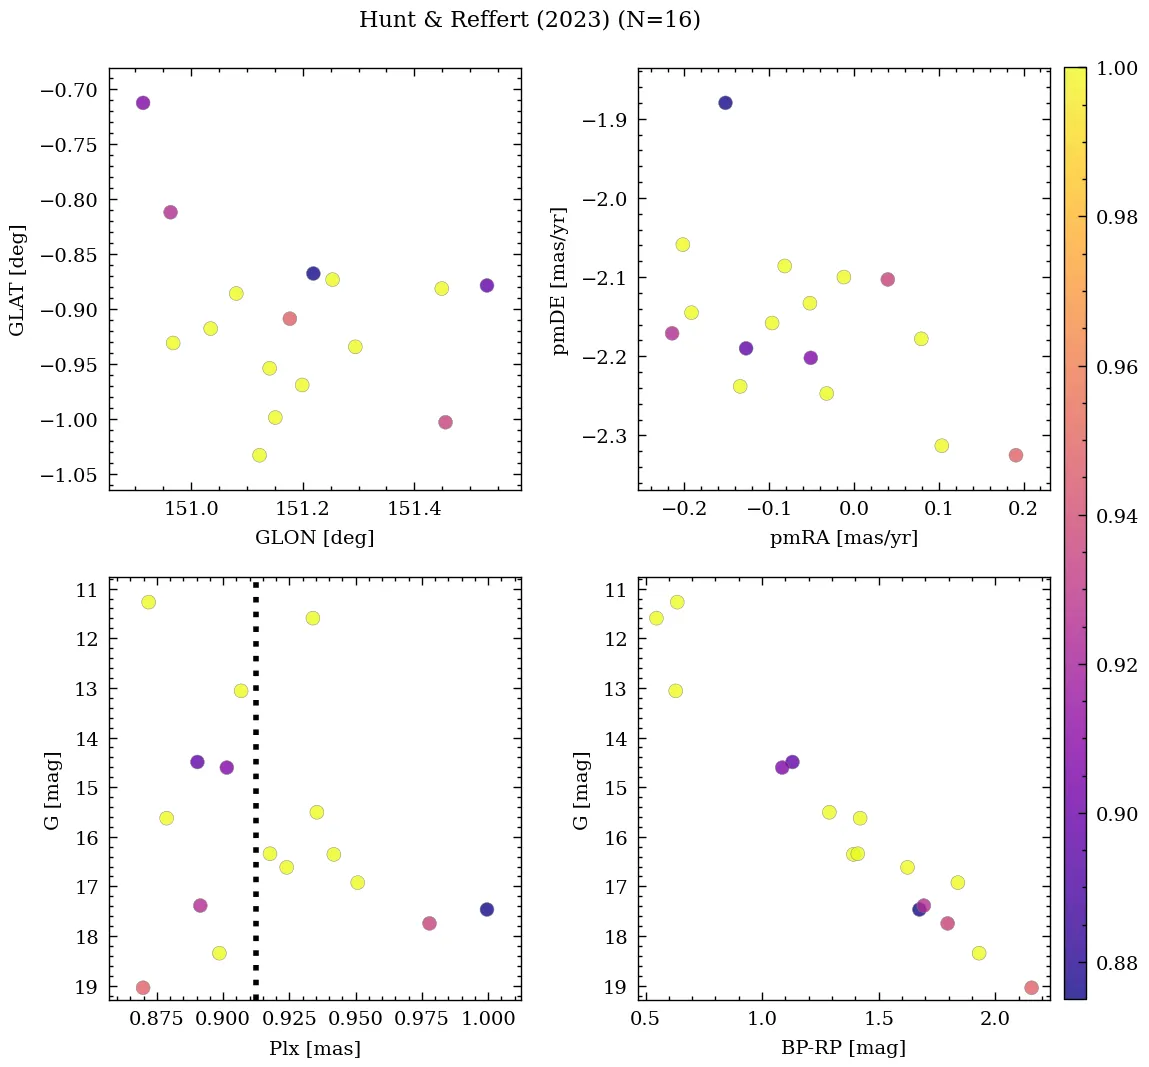 Hunt & Reffert (2023) (N=16)
GLAT [deg]
−0.70
−0.75
−0.80
−0.85
−0.90
−0.95
−1.00
−1.05
151.0 151.2 151.4
GLON [deg]
pmDE [mas/yr]
−1.9
−2.0
−2.1
−2.2
−2.3
−0.2 −0.1 0.0 0.1 0.2
pmRA [mas/yr]
G [mag]
11
12
13
14
15
16
17
18
19
0.875 0.900 0.925 0.950 0.975 1.000
Plx [mas]
G [mag]
11
12
13
14
15
16
17
18
19
0.5 1.0 1.5 2.0
BP-RP [mag]
1.00
0.98
0.96
0.94
0.92
0.90
0.88